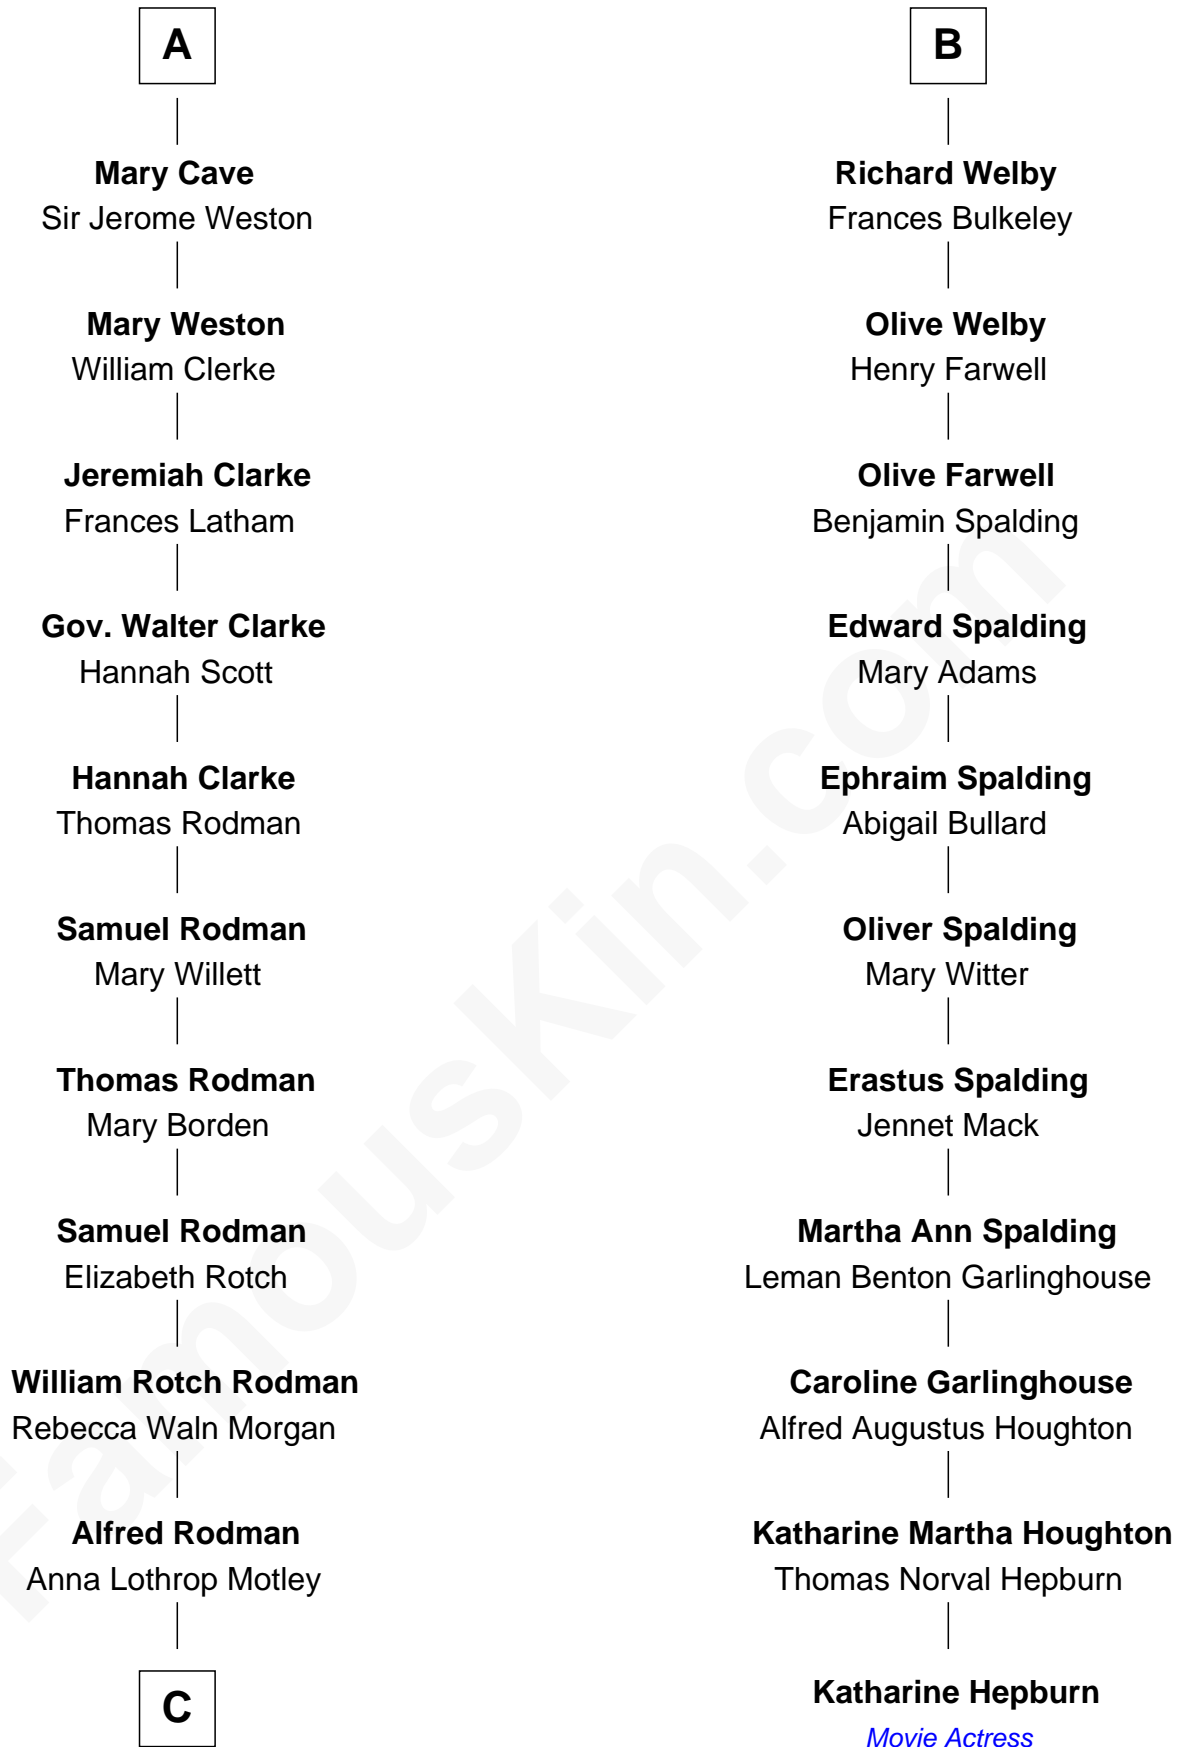 A
Mary Cave
Sir Jerome Weston
Mary Weston
William Clerke
Jeremiah Clarke
Frances Latham
Gov. Walter Clarke
Hannah Scott
Hannah Clarke
Thomas Rodman
Samuel Rodman
Mary Willett
Thomas Rodman
Mary Borden
Samuel Rodman
Elizabeth Rotch
William Rotch Rodman
Rebecca Waln Morgan
Alfred Rodman
Anna Lothrop Motley
C
B
Richard Welby
Frances Bulkeley
Olive Welby
Henry Farwell
Olive Farwell
Benjamin Spalding
Edward Spalding
Mary Adams
Ephraim Spalding
Abigail Bullard
Oliver Spalding
Mary Witter
Erastus Spalding
Jennet Mack
Martha Ann Spalding
Leman Benton Garlinghouse
Caroline Garlinghouse
Alfred Augustus Houghton
Katharine Martha Houghton
Thomas Norval Hepburn
Katharine Hepburn
Movie Actress
FamousKin.com